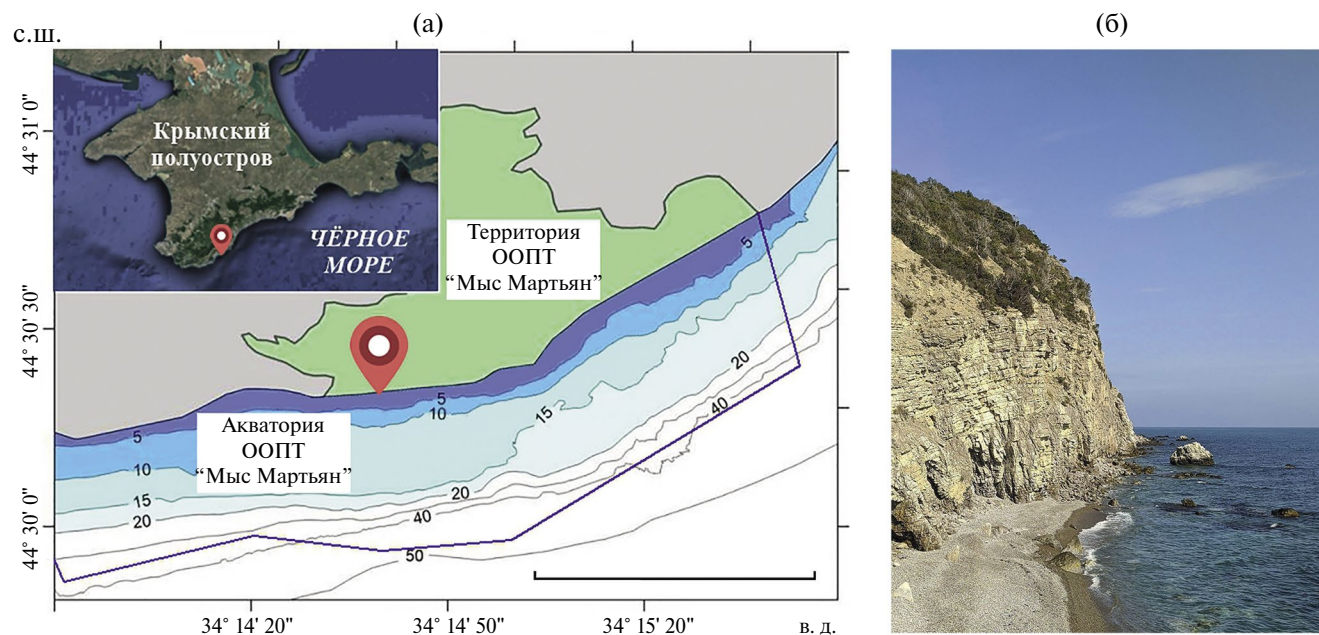 (а)
(б)
с.ш.
44° 31' 0"
44° 30' 30"
44° 30' 0"
Крымский
полуостров
ЧЁРНОЕ
МОРЕ
Территория
ООПТ
“Мыс Мартьян”
5
20
40
15
5
10
Акватория
ООПТ
“Мыс Мартьян”
5
10
15
20
20
40
50
34° 14' 20"
34° 14' 50"
34° 15' 20"
в. д.